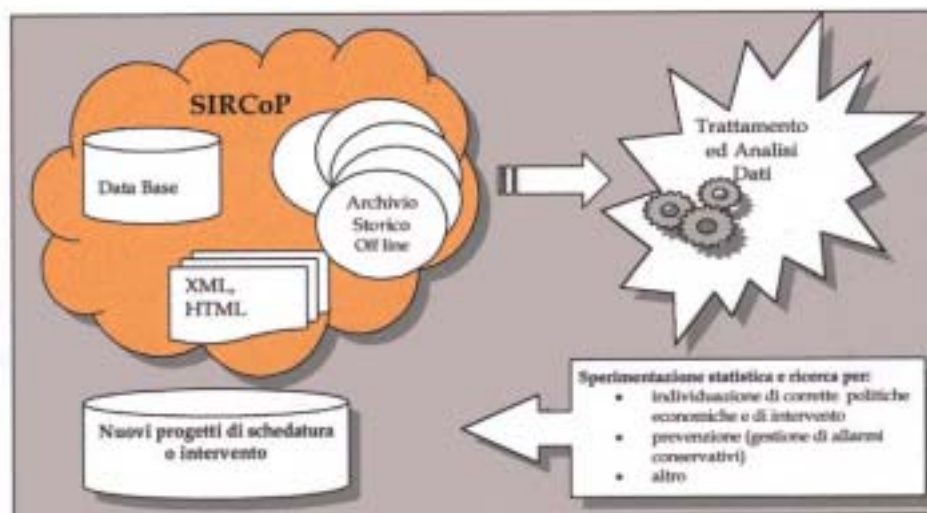 SIRCoP
Data Base
Archivio
Storico
Off line
XML,
HTML
Trattamento
ed Analisi
Dati
Sperimentazione statistica e ricerca per:
• individuazione di corrette politiche
economiche e di intervento
• prevenzione (gestione di allarmi
conservativi)
• altro
Nuovi progetti di schedatura
o intervento